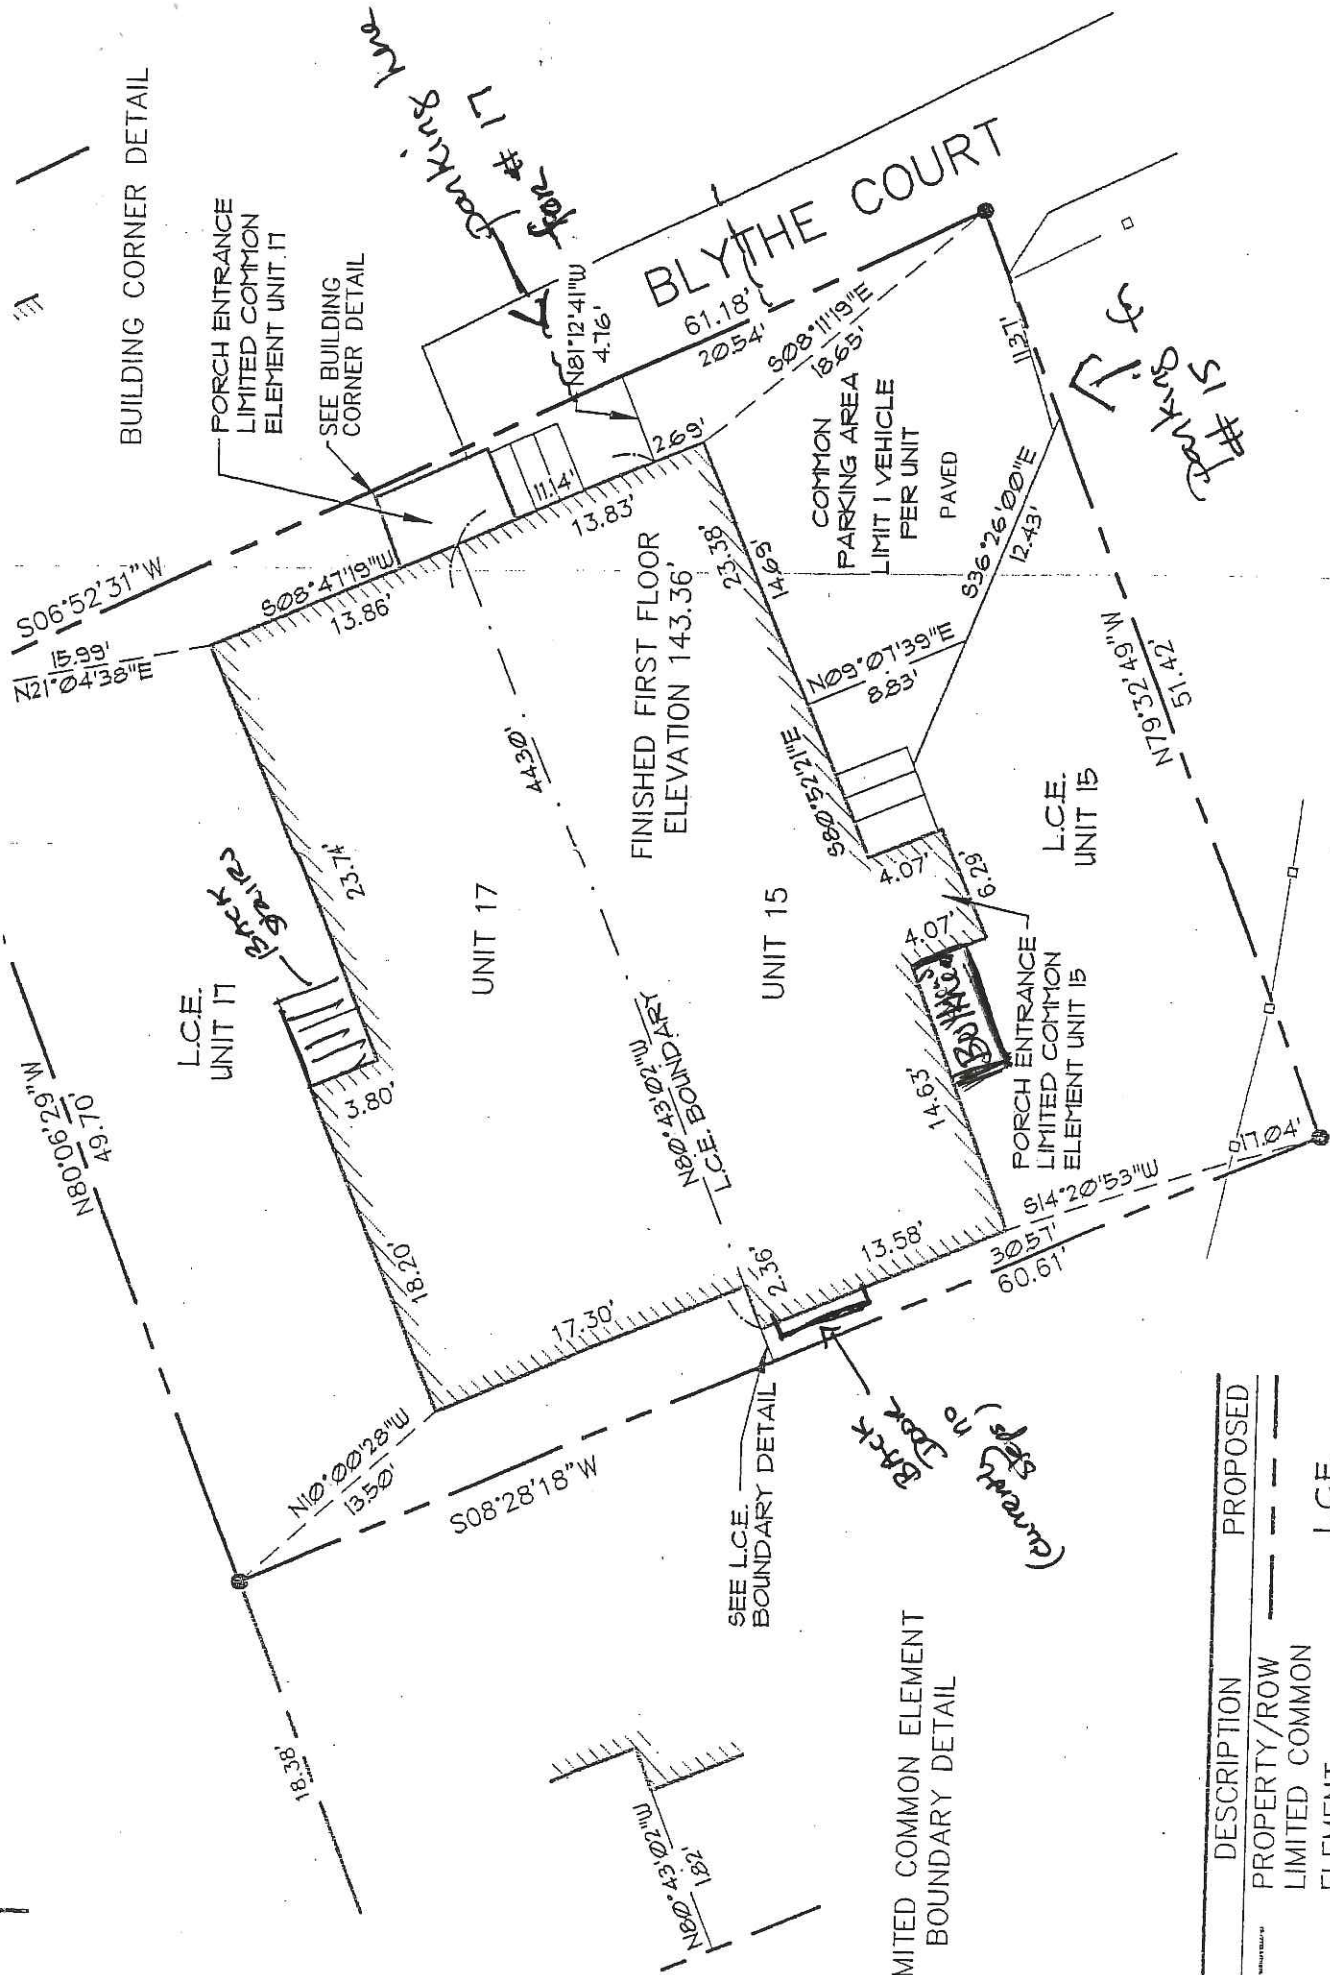 BUILDING CORNER DETAIL
PORCH ENTRANCE
LIMITED COMMON
ELEMENT UNIT 17
SEE BUILDING
CORNER DETAIL
Parking here
for # 17
S06°52'31"W
15.99'
N21°04'38"E
S08°47'19"W
13.86'
11.14'
13.83'
2.69'
N81°12'41"W
4.76'
BLYTHE COURT
61.18'
20.54'
S08°11'19"E
18.65'
COMMON
PARKING AREA
LIMIT 1 VEHICLE
PER UNIT
PAVED
11.37'
Parking
# 15
N80°06'29"W
49.70'
L.C.E.
UNIT 17
BACK
Stairs
23.74'
3.80'
18.20'
UNIT 17
44.30'
N80°43'02"W
L.C.E. BOUNDARY
FINISHED FIRST FLOOR
ELEVATION 143.36'
UNIT 15
23.38'
14.69'
N09°07'39"E
8.83'
S36°26'00"E
12.43'
S80°52'21"E
4.07'
6.29'
4.07'
14.63'
PORCH ENTRANCE
LIMITED COMMON
ELEMENT UNIT 15
L.C.E.
UNIT 15
N79°32'49"W
51.42'
17.04'
S14°20'53"W
30.57'
60.61'
13.58'
2.36'
17.30'
N10°00'28"W
13.50'
S08°28'18"W
18.38'
SEE L.C.E.
BOUNDARY DETAIL
BACK
Door
(currently no
steps)
N80°43'02"W
1.82'
MITED COMMON ELEMENT
BOUNDARY DETAIL
DESCRIPTION PROPOSED
PROPERTY/ROW
LIMITED COMMON
ELEMENT L.C.E.